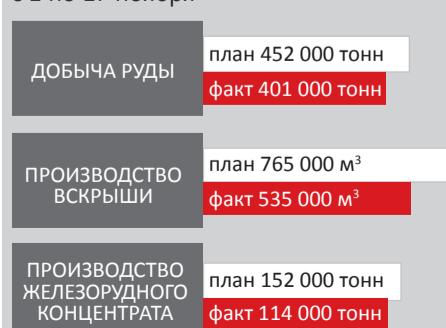 ДОБЫЧА РУДЫ
план 452 000 тонн
факт 401 000 тонн
ПРОИЗВОДСТВО
ВСКРЫШИ
план 765 000 м³
факт 535 000 м³
ПРОИЗВОДСТВО
ЖЕЛЕЗОРУДНОГО
КОНЦЕНТРАТА
план 152 000 тонн
факт 114 000 тонн